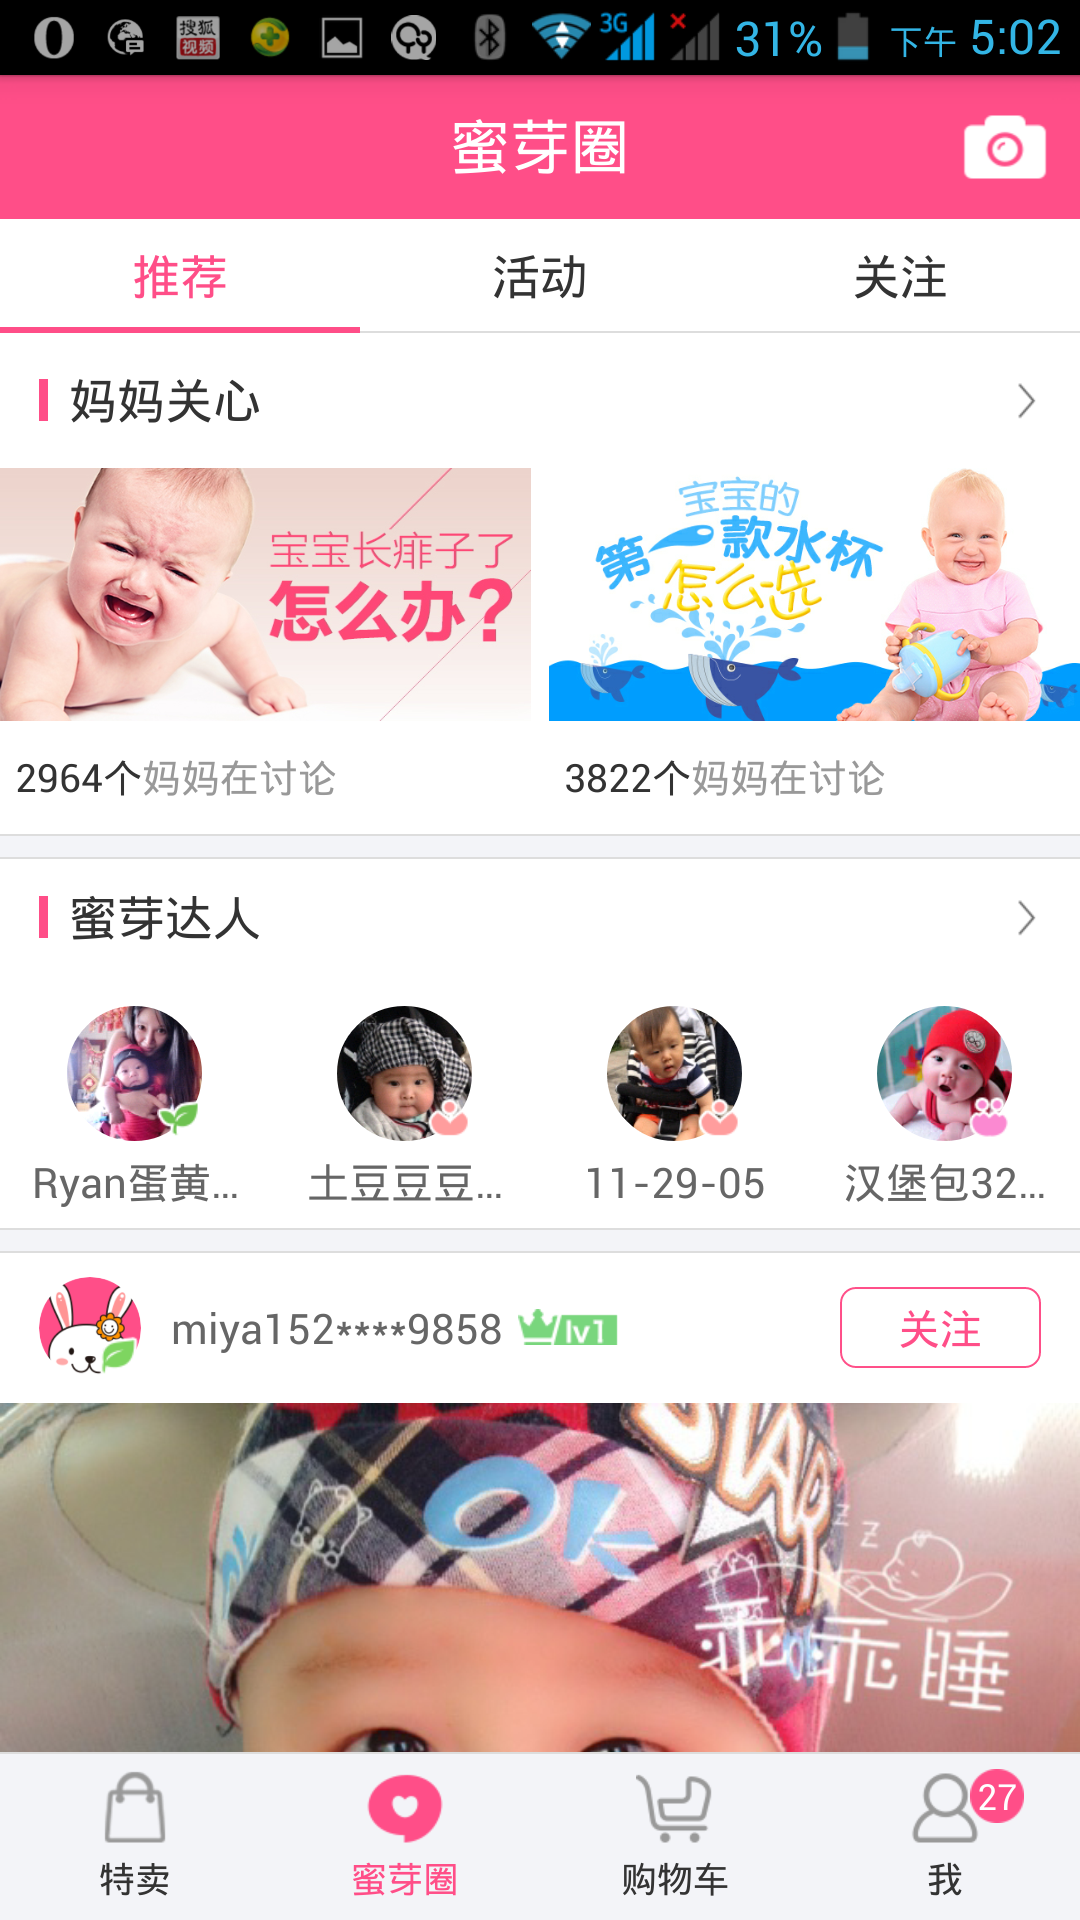 搜狐
视频
3G 31% 下午 5:02
蜜芽圈
推荐 活动 关注
妈妈关心
宝宝长痱子了
怎么办?
宝宝的
第一款水杯
怎么选
2964个妈妈在讨论 3822个妈妈在讨论
蜜芽达人
Ryan蛋黄... 土豆豆豆... 11-29-05 汉堡包32...
miya152****9858 lv1 关注
OK
SLAP
z z
乖乖睡
27
特卖 蜜芽圈 购物车 我